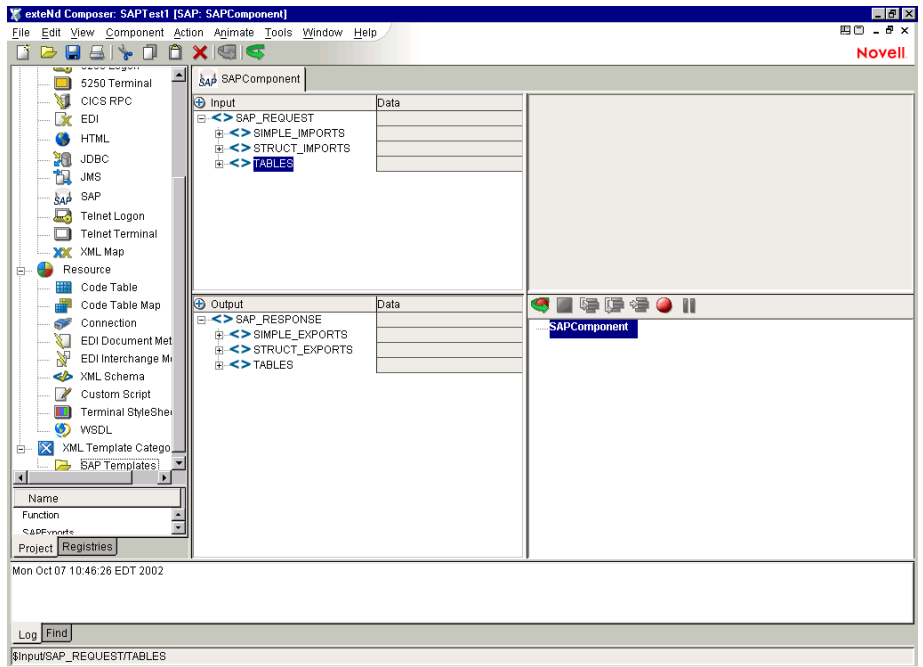 exteNd Composer: SAPTest1 [SAP: SAPComponent]
File Edit View Component Action Animate Tools Window Help
Novell
5250 Terminal
CICS RPC
EDI
HTML
JDBC
JMS
SAP
Telnet Logon
Telnet Terminal
XML Map
Resource
Code Table
Code Table Map
Connection
EDI Document Met
EDI Interchange M
XML Schema
Custom Script
Terminal StyleShe
WSDL
XML Template Catego
SAP Templates
Name
Function
SAPExports
Project Registries
SAP SAPComponent
Input Data
SAP_REQUEST
SIMPLE_IMPORTS
STRUCT_IMPORTS
TABLES
Output Data
SAP_RESPONSE
SIMPLE_EXPORTS
STRUCT_EXPORTS
TABLES
SAPComponent
Mon Oct 07 10:46:26 EDT 2002
Log Find
$Input/SAP_REQUEST/TABLES